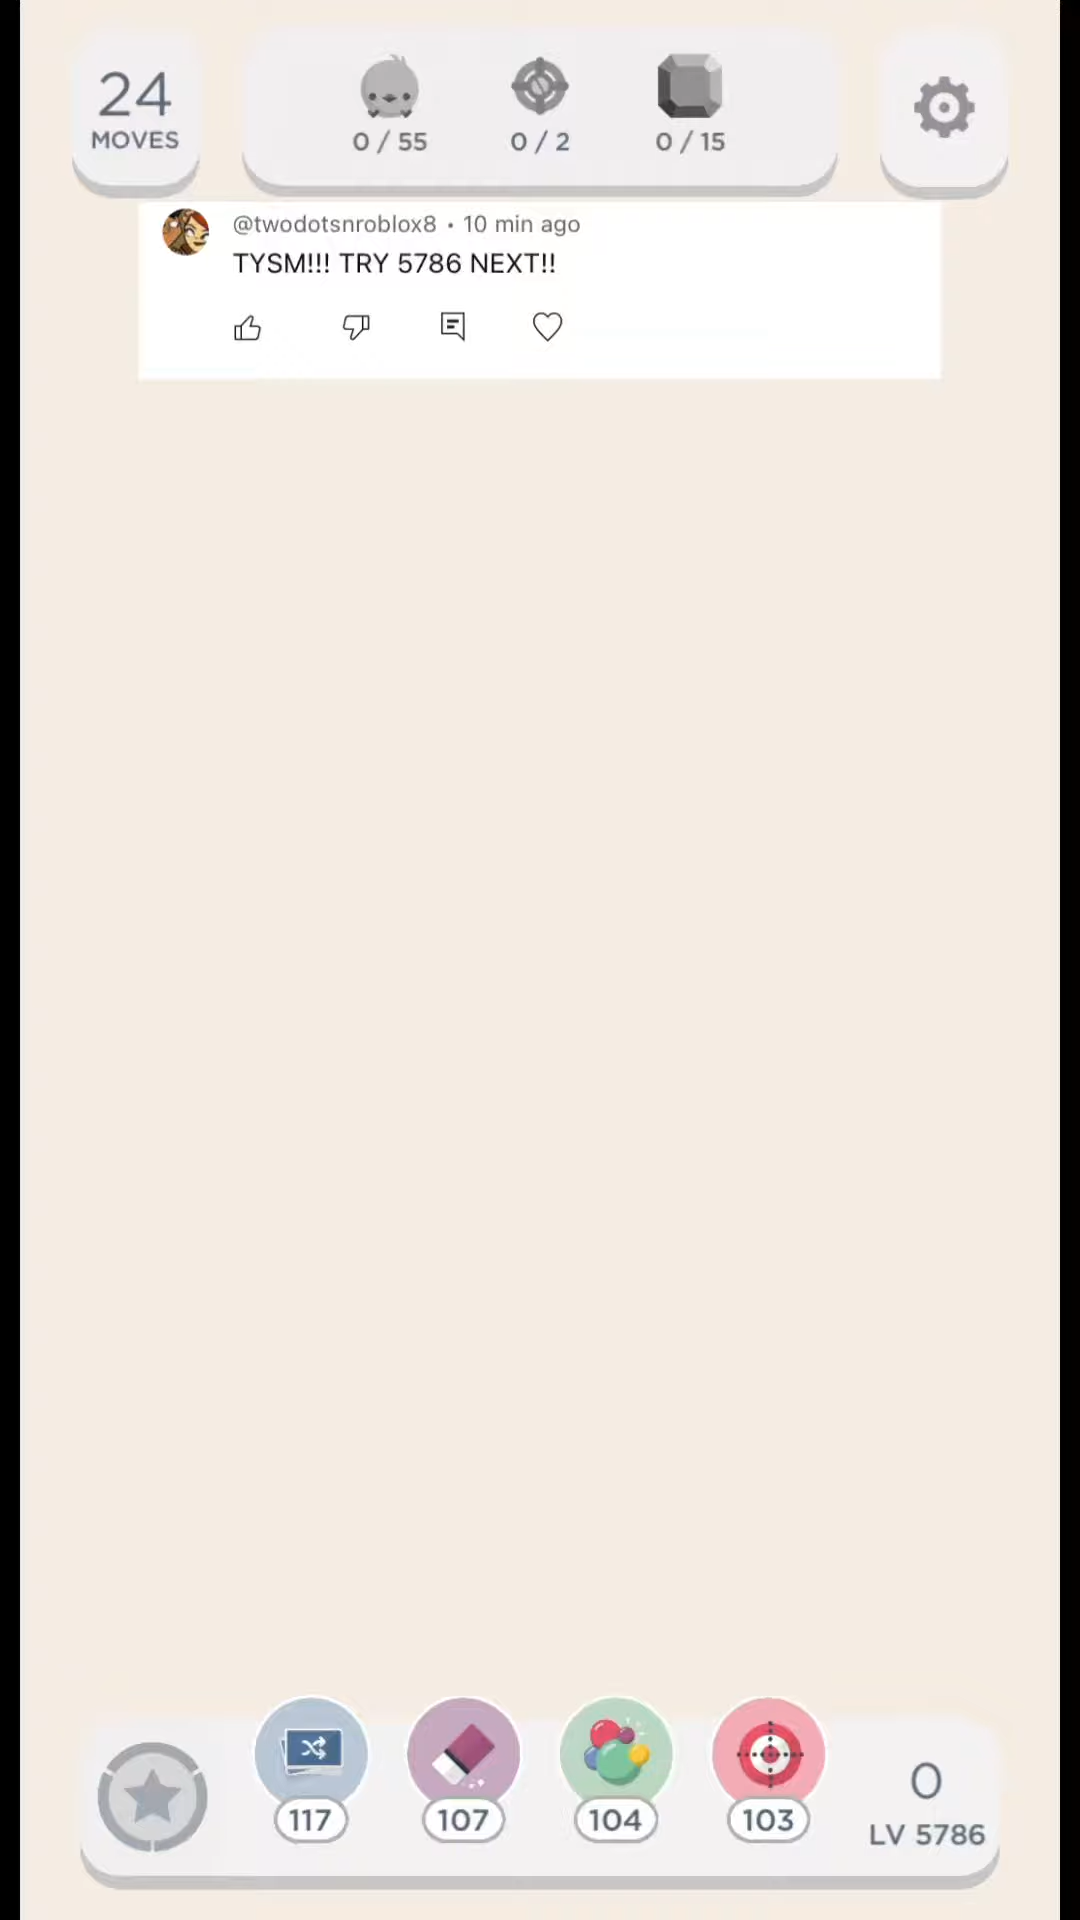 24
MOVES
0 / 55
0 / 2
0 / 15
@twodotsnroblox8 • 10 min ago
TYSM!!! TRY 5786 NEXT!!
117
107
104
103
0
LV 5786